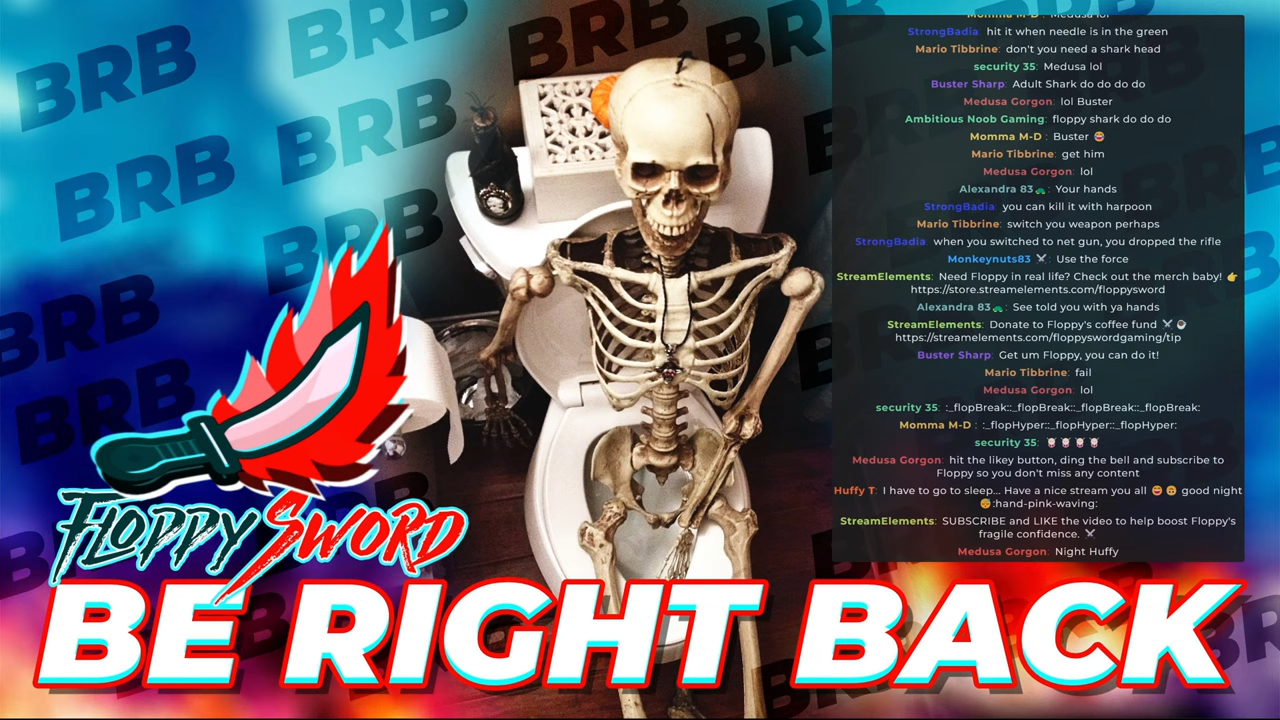 BRB
BRB
BRB
BRB
BRB
BRB
BRB
BRB
BRB
Momma M-D : Medusa lol
StrongBadia: hit it when needle is in the green
Mario Tibbrine: don't you need a shark head
security 35: Medusa lol
Buster Sharp: Adult Shark do do do do
Medusa Gorgon: lol Buster
Ambitious Noob Gaming: floppy shark do do do
Momma M-D : Buster 😂
Mario Tibbrine: get him
Medusa Gorgon: lol
Alexandra 83🐢: Your hands
StrongBadia: you can kill it with harpoon
Mario Tibbrine: switch you weapon perhaps
StrongBadia: when you switched to net gun, you dropped the rifle
Monkeynuts83 ⚔: Use the force
StreamElements: Need Floppy in real life? Check out the merch baby! 👉
https://store.streamelements.com/floppysword
Alexandra 83🐢: See told you with ya hands
StreamElements: Donate to Floppy's coffee fund ⚔ ☕
https://streamelements.com/floppyswordgaming/tip
Buster Sharp: Get um Floppy, you can do it!
Mario Tibbrine: fail
Medusa Gorgon: lol
security 35: :_flopBreak::_flopBreak::_flopBreak::_flopBreak:
Momma M-D : :_flopHyper::_flopHyper::_flopHyper:
security 35:
Medusa Gorgon: hit the likey button, ding the bell and subscribe to
Floppy so you don't miss any content
Huffy T: I have to go to sleep... Have a nice stream you all good night
:hand-pink-waving:
StreamElements: SUBSCRIBE and LIKE the video to help boost Floppy's
fragile confidence. ⚔
Medusa Gorgon: Night Huffy
FLOPPY SWORD
BE RIGHT BACK